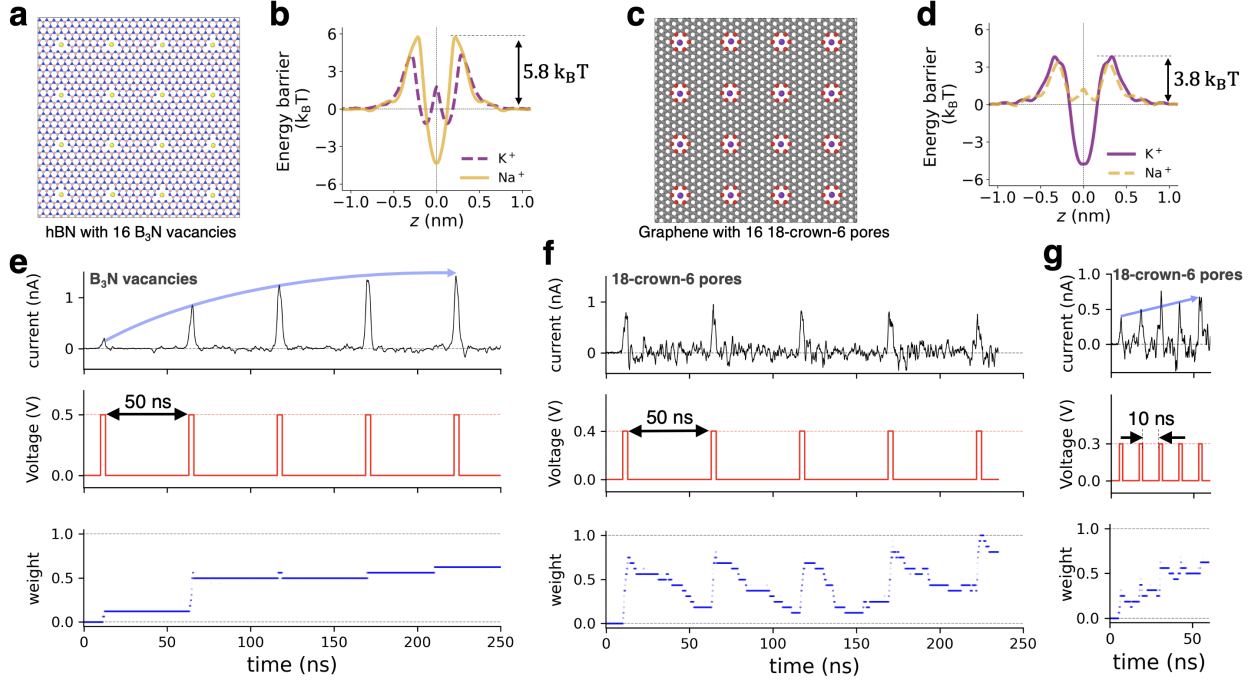 a
hBN with 16 B₃N vacancies
b
Energy barrier
(kBT)
6
3
0
−3
−6
5.8 kBT
K⁺
Na⁺
−1.0 −0.5 0.0 0.5 1.0
z (nm)
c
Graphene with 16 18-crown-6 pores
d
Energy barrier
(kBT)
6
3
0
−3
−6
3.8 kBT
K⁺
Na⁺
−1.0 −0.5 0.0 0.5 1.0
z (nm)
e
B₃N vacancies
current (nA)
1
0
Voltage (V)
0.5
0.0
50 ns
weight
1.0
0.5
0.0
0 50 100 150 200 250
time (ns)
f
18-crown-6 pores
current (nA)
1
0
Voltage (V)
0.4
0.0
50 ns
weight
1.0
0.5
0.0
0 50 100 150 200 250
time (ns)
g
18-crown-6 pores
current (nA)
1.0
0.5
0.0
Voltage (V)
0.3
0.0
10 ns
weight
1.0
0.5
0.0
0 50
time (ns)